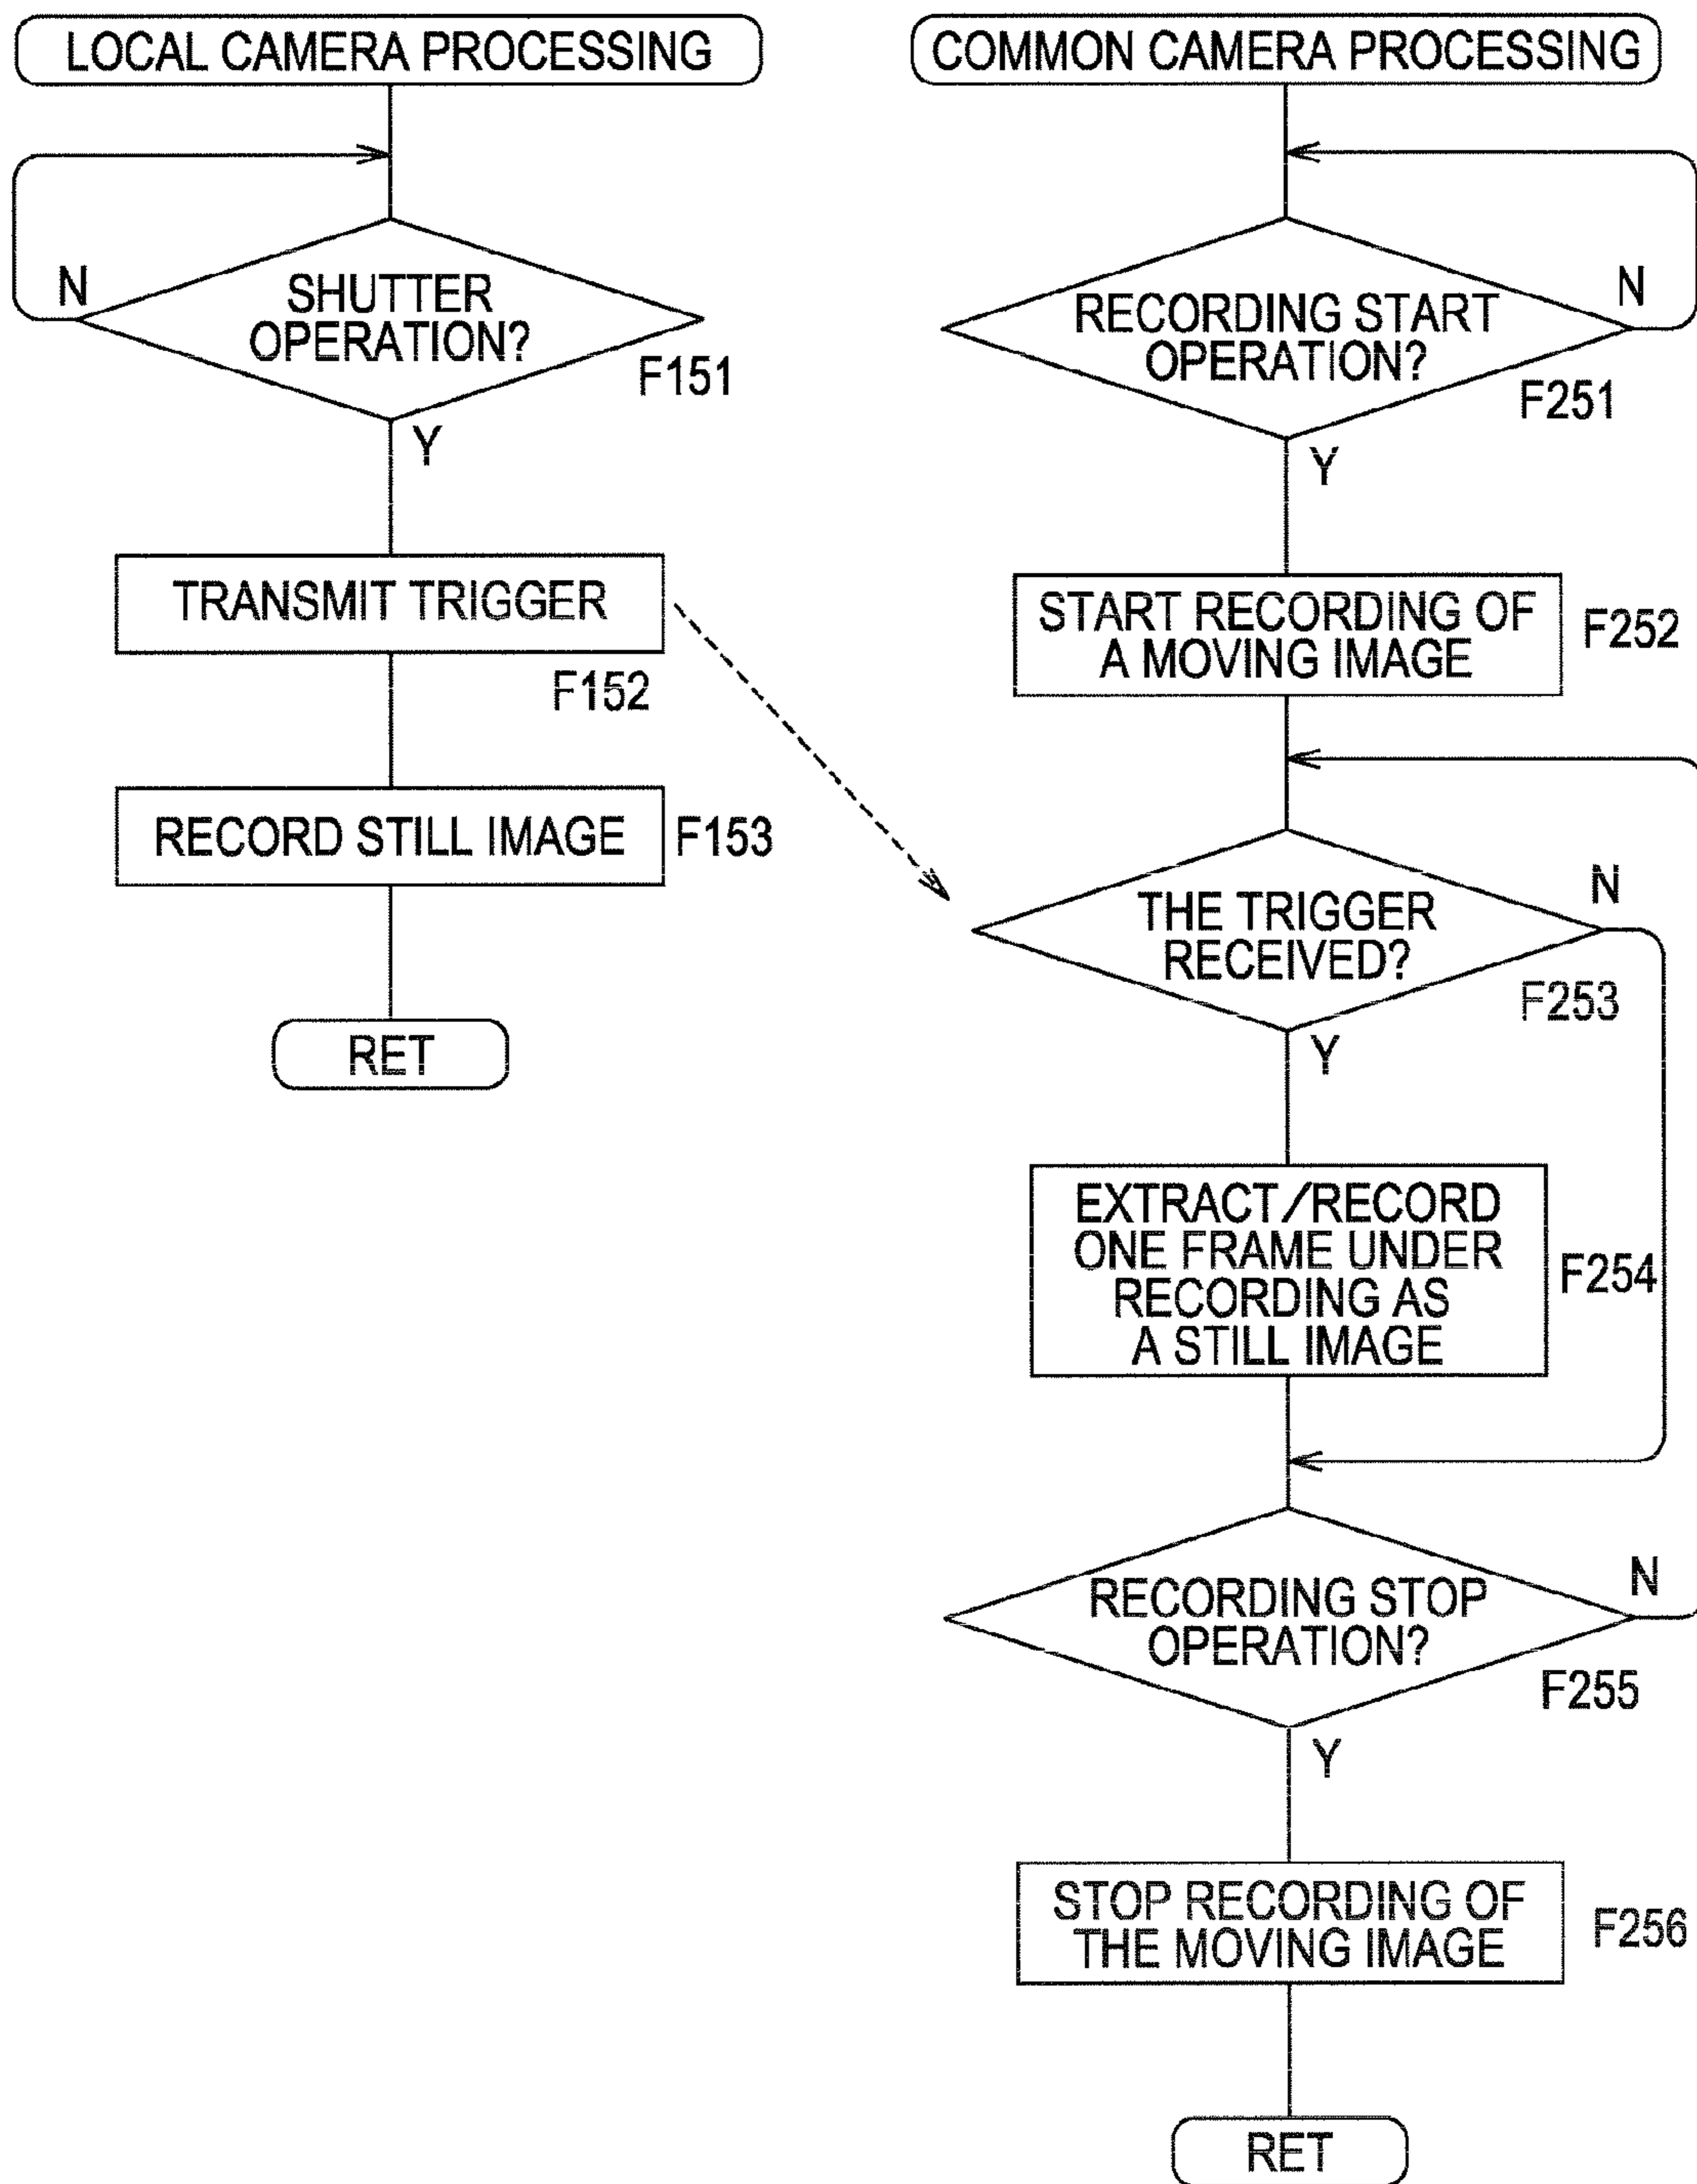 LOCAL CAMERA PROCESSING
N
SHUTTER
OPERATION?
F151
Y
TRANSMIT TRIGGER
F152
RECORD STILL IMAGE
F153
RET
COMMON CAMERA PROCESSING
N
RECORDING START
OPERATION?
F251
Y
START RECORDING OF
A MOVING IMAGE
F252
N
THE TRIGGER
RECEIVED?
F253
Y
EXTRACT/RECORD
ONE FRAME UNDER
RECORDING AS
A STILL IMAGE
F254
N
RECORDING STOP
OPERATION?
F255
Y
STOP RECORDING OF
THE MOVING IMAGE
F256
RET